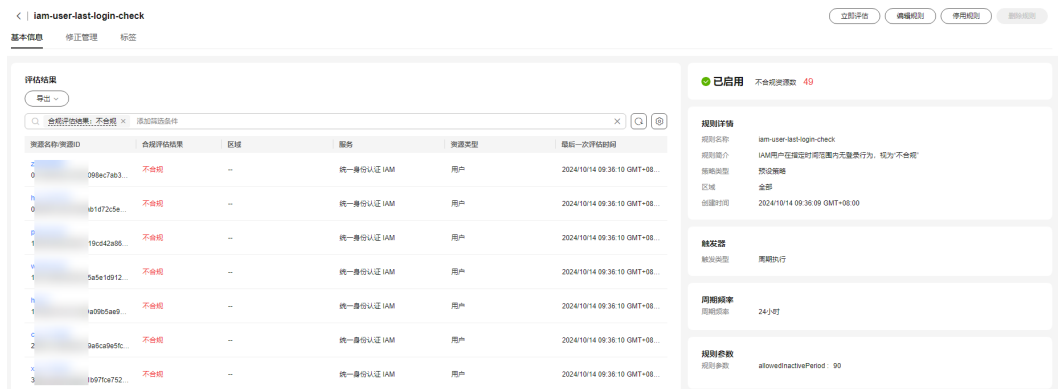 iam-user-last-login-check
立即评估 编辑规则 停用规则 删除规则
基本信息 修正管理 标签
评估结果
导出
合规评估结果: 不合规 × 添加筛选条件
资源名称/资源ID 合规评估结果 区域 服务 资源类型 最后一次评估时间
z
0 098ec7ab3... 不合规 -- 统一身份认证 IAM 用户 2024/10/14 09:36:10 GMT+08...
h
0 ab1d72c5e... 不合规 -- 统一身份认证 IAM 用户 2024/10/14 09:36:10 GMT+08...
p
1 19cd42a86... 不合规 -- 统一身份认证 IAM 用户 2024/10/14 09:36:10 GMT+08...
w
1 5a5e1d912... 不合规 -- 统一身份认证 IAM 用户 2024/10/14 09:36:10 GMT+08...
h
1 a09b5ae9... 不合规 -- 统一身份认证 IAM 用户 2024/10/14 09:36:10 GMT+08...
c
2 9a6ca9e5fc... 不合规 -- 统一身份认证 IAM 用户 2024/10/14 09:36:10 GMT+08...
x
3 1b97fce752... 不合规 -- 统一身份认证 IAM 用户 2024/10/14 09:36:10 GMT+08...
已启用 不合规资源数 49
规则详情
规则名称 iam-user-last-login-check
规则简介 IAM用户在指定时间范围内无登录行为，视为“不合规”
策略类型 预设策略
区域 全部
创建时间 2024/10/14 09:36:09 GMT+08:00
触发器
触发类型 周期执行
周期频率
周期频率 24小时
规则参数
规则参数 allowedInactivePeriod : 90